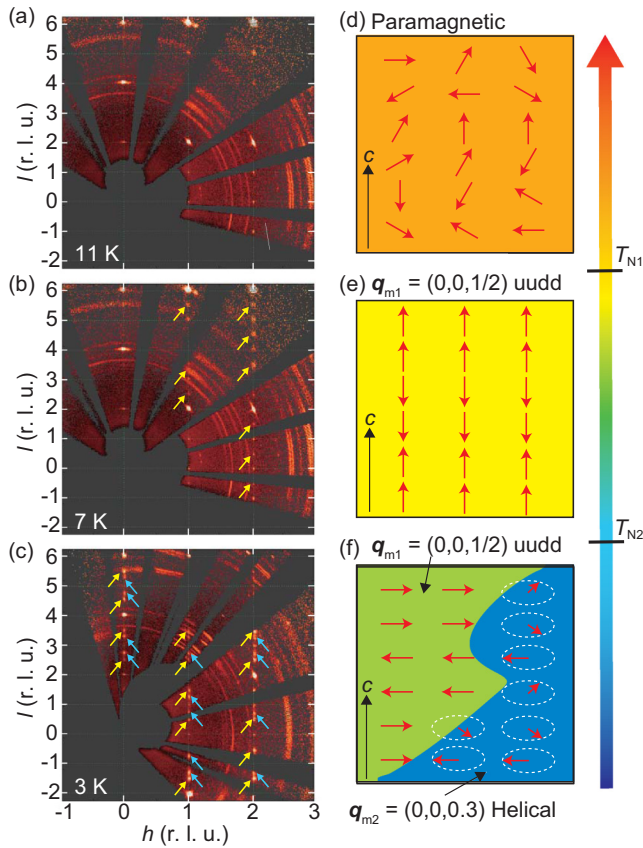 (a)
6
5
4
3
2
1
0
-1
-2
l (r. l. u.)
11 K
(b)
6
5
4
3
2
1
0
-1
-2
l (r. l. u.)
7 K
(c)
6
5
4
3
2
1
0
-1
-2
l (r. l. u.)
3 K
-1 0 1 2 3
h (r. l. u.)
(d) Paramagnetic
c
(e) qm1 = (0,0,1/2) uudd
c
(f) qm1 = (0,0,1/2) uudd
c
qm2 = (0,0,0.3) Helical
TN1
TN2